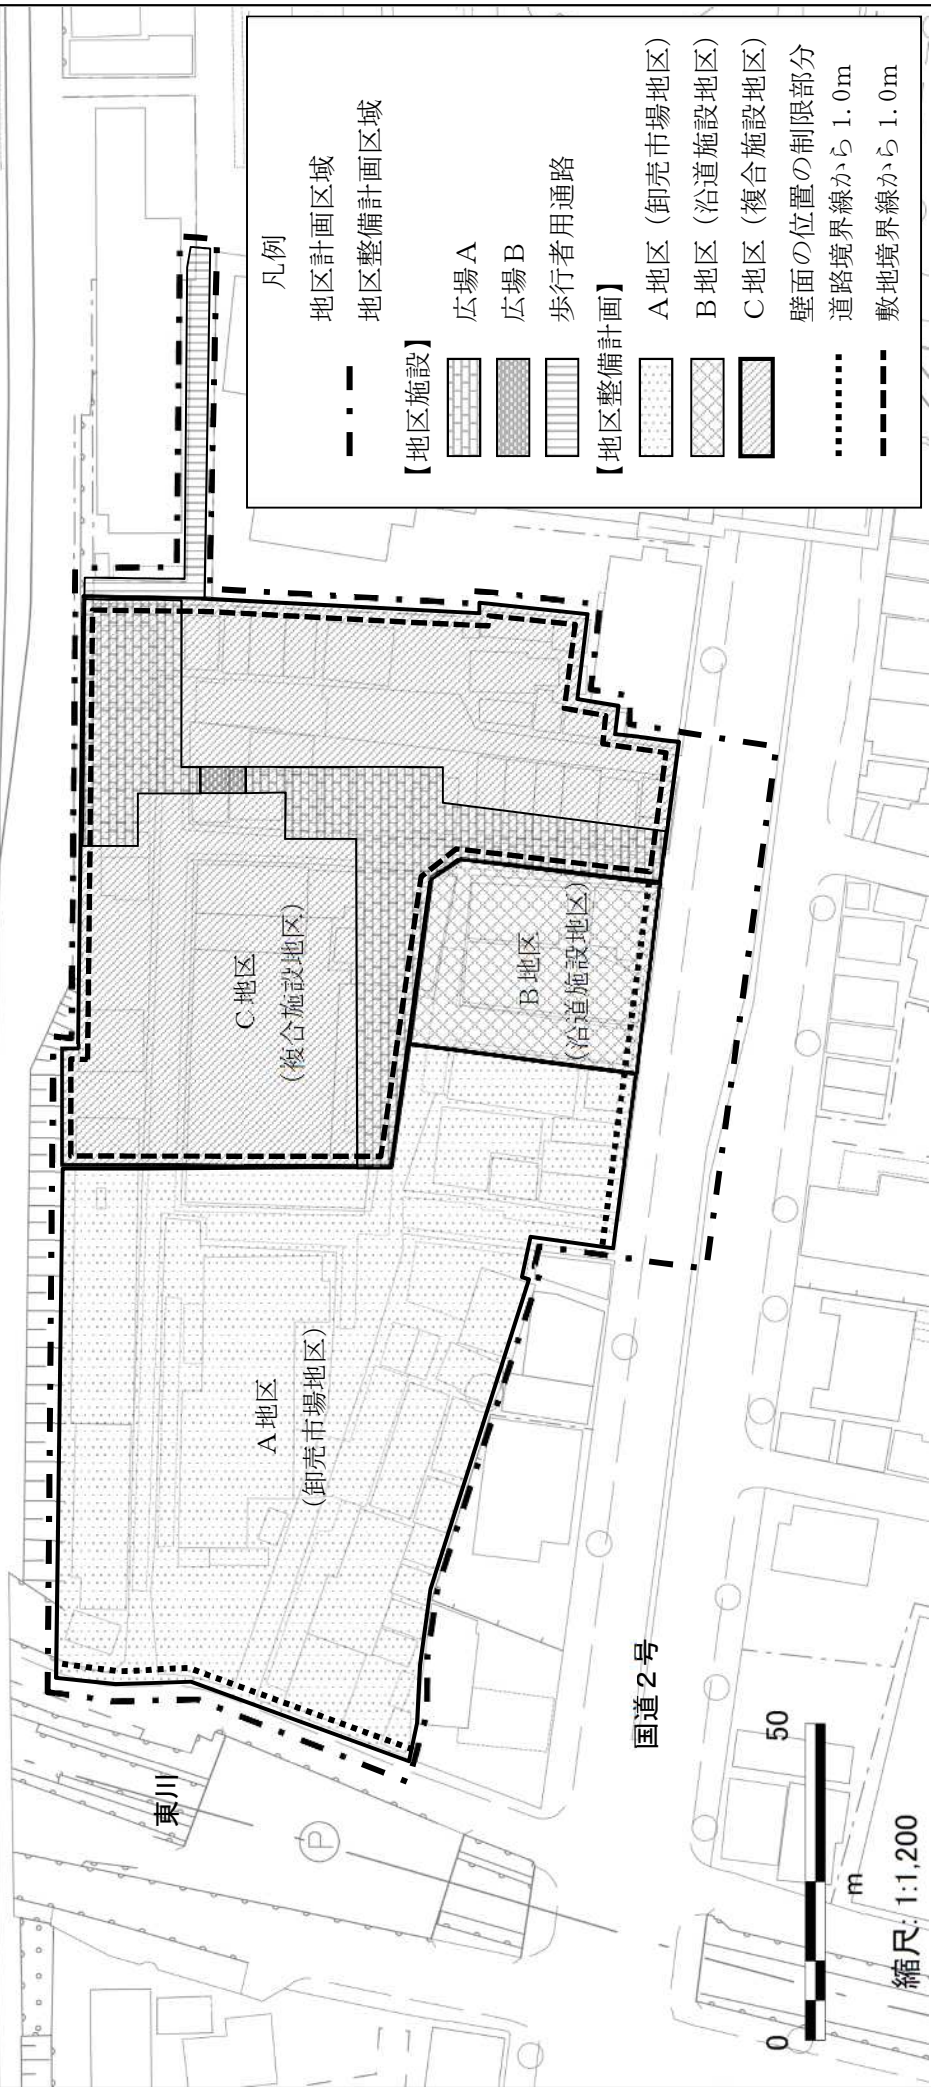 凡例
地区計画区域
地区整備計画区域
【地区施設】
広場A
広場B
歩行者用通路
【地区整備計画】
A地区（卸売市場地区）
B地区（沿道施設地区）
C地区（複合施設地区）
壁面の位置の制限部分
道路境界線から1.0m
敷地境界線から1.0m
C地区
(複合施設地区)
B地区
(沿道施設地区)
A地区
(卸売市場地区)
東川
P
国道2号
0
50
m
縮尺: 1:1,200